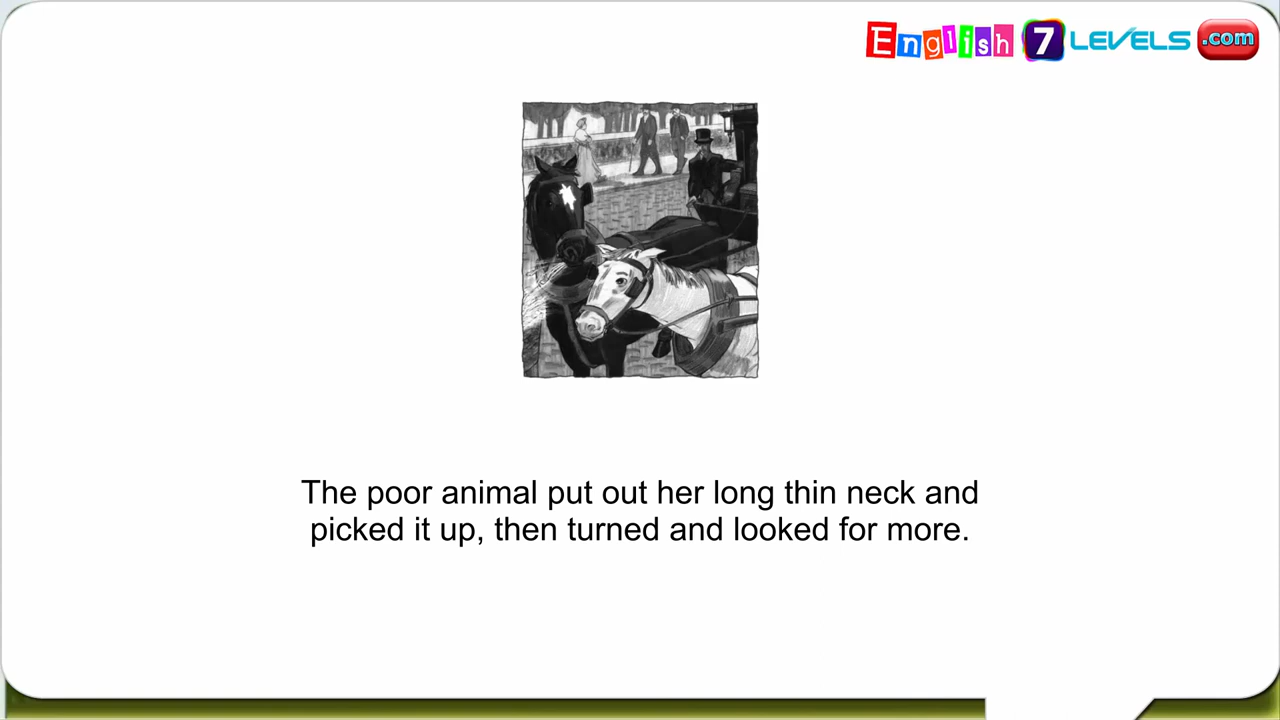 English 7 LEVELS .com
The poor animal put out her long thin neck and
picked it up, then turned and looked for more.